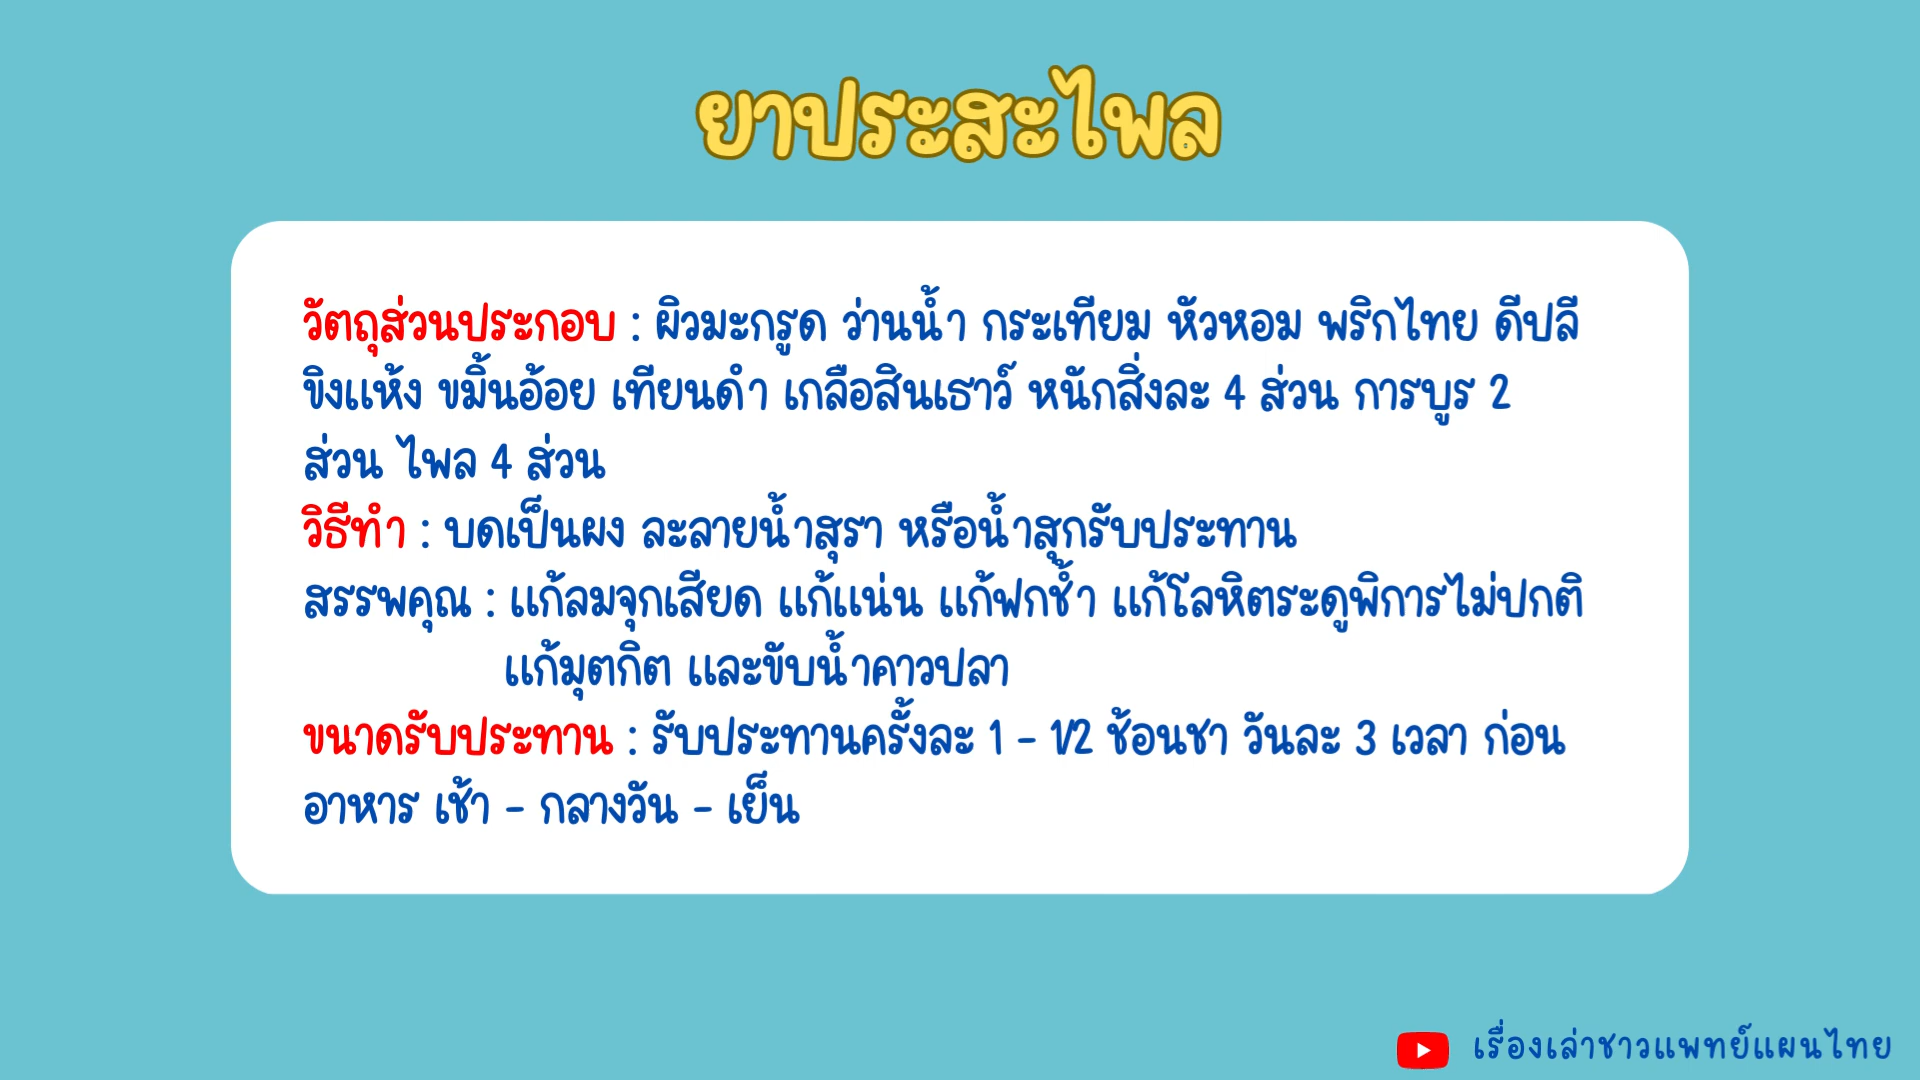 ยาประสะไพล
วัตถุส่วนประกอบ : ผิวมะกรูด ว่านน้ำ กระเทียม หัวหอม พริกไทย ดีปลี
ขิงแห้ง ขมิ้นอ้อย เทียนดำ เกลือสินเธาว์ หนักสิ่งละ 4 ส่วน การบูร 2
ส่วน ไพล 4 ส่วน
วิธีทำ : บดเป็นผง ละลายน้ำสุรา หรือน้ำสุกรับประทาน
สรรพคุณ : แก้ลมจุกเสียด แก้แน่น แก้ฟกช้ำ แก้โลหิตระดูพิการไม่ปกติ
แก้มุตกิต และขับน้ำคาวปลา
ขนาดรับประทาน : รับประทานครั้งละ 1 - 1/2 ช้อนชา วันละ 3 เวลา ก่อน
อาหาร เช้า - กลางวัน - เย็น
เรื่องเล่าชาวแพทย์แผนไทย